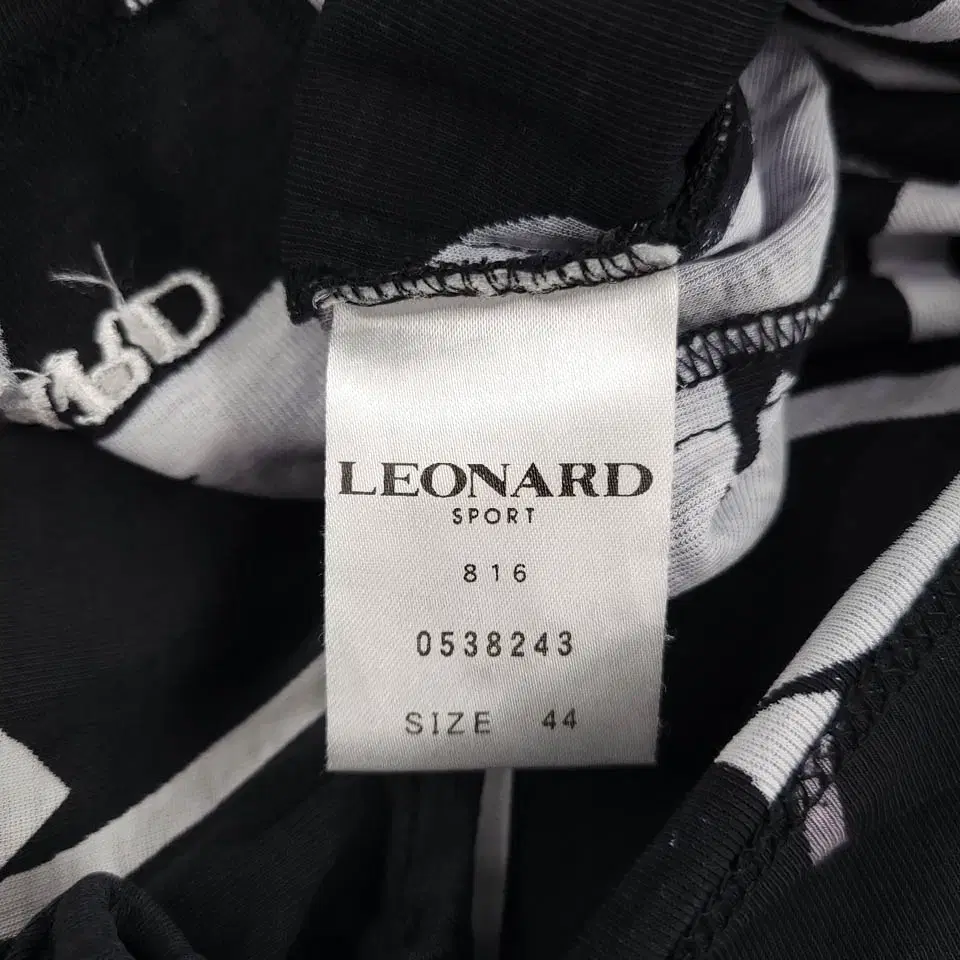 LEONARD
SPORT
816
0538243
SIZE 44